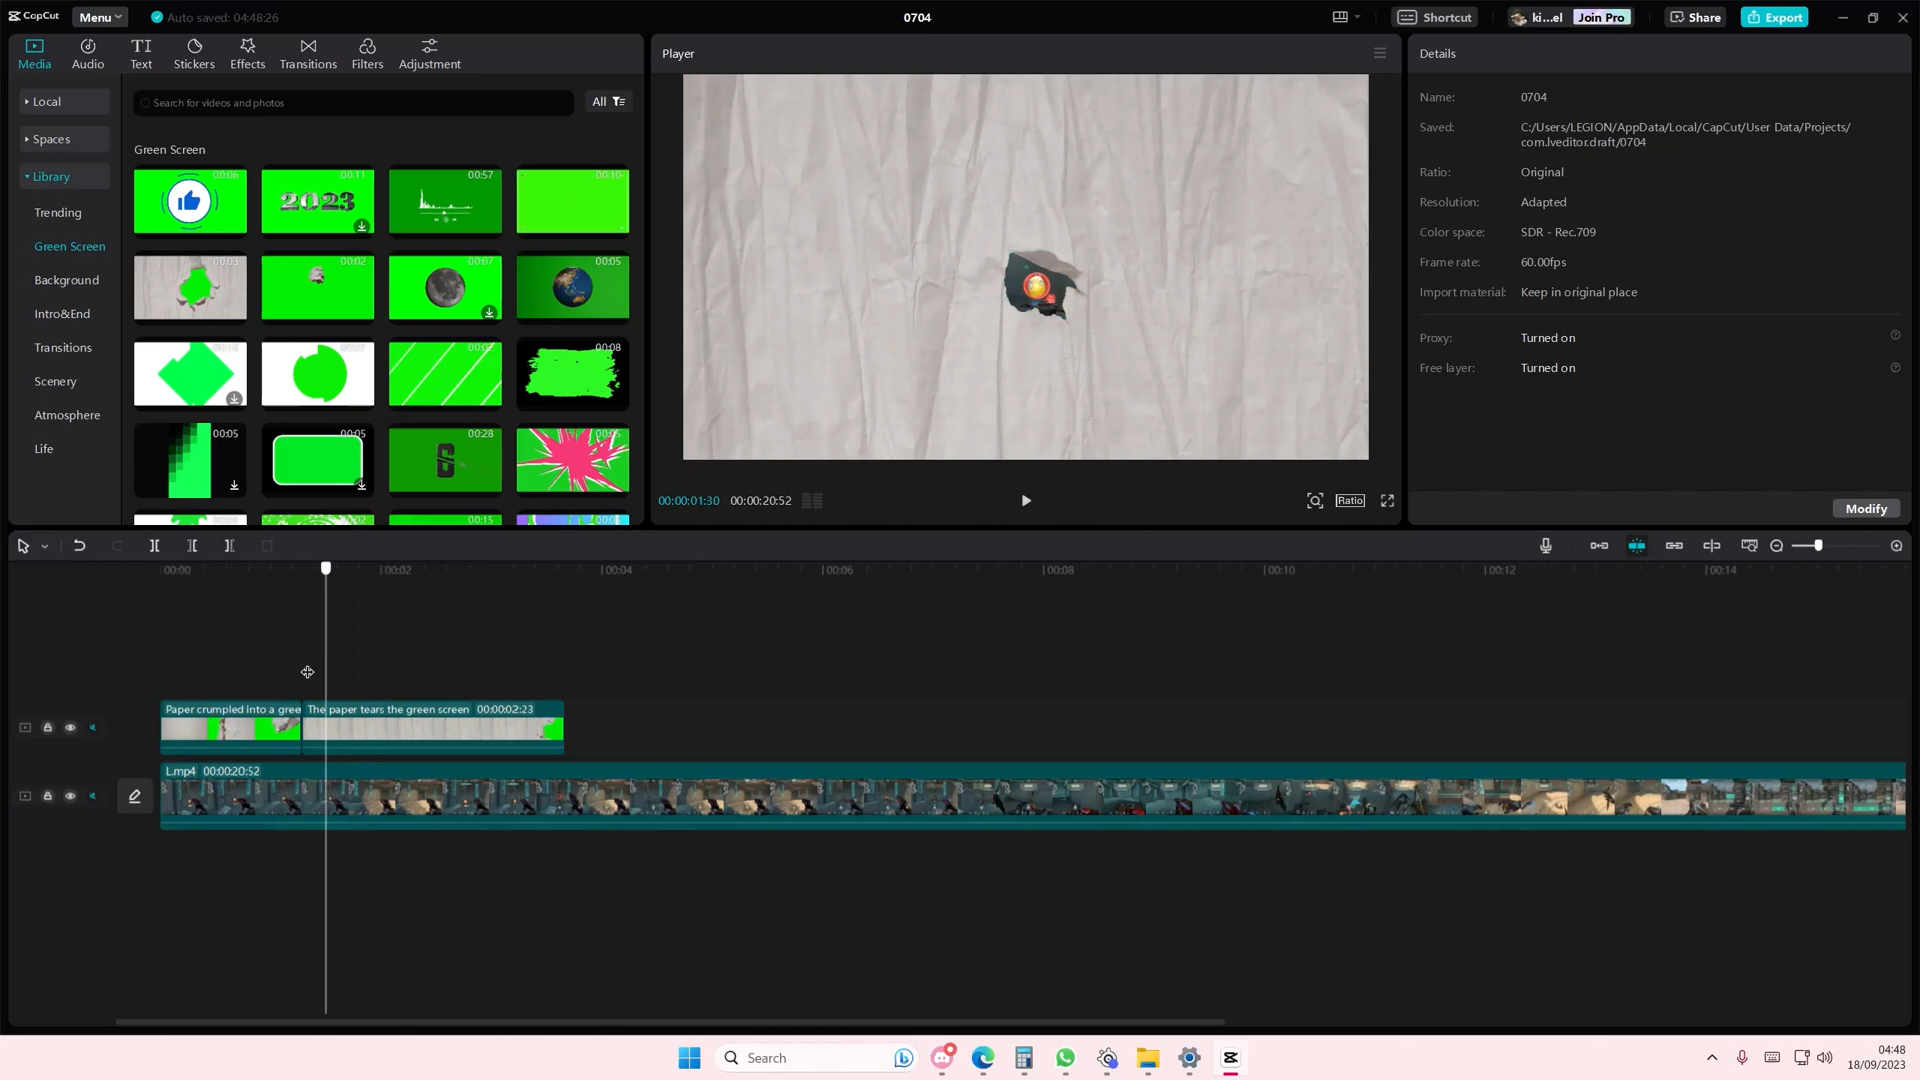 CapCut
Menu
Auto saved: 04:48:26
0704
Shortcut
ki...el
Join Pro
Share
Export
Media
Audio
Text
Stickers
Effects
Transitions
Filters
Adjustment
Local
Spaces
Library
Trending
Green Screen
Background
Intro&End
Transitions
Scenery
Atmosphere
Life
Search for videos and photos
All
Green Screen
00:06
00:11
2023
00:57
00:10
00:03
00:02
00:07
00:05
00:02
00:08
00:05
00:05
00:28
6
00:15
Player
00:00:01:30
00:00:20:52
Ratio
Details
Name:
0704
Saved:
C:/Users/LEGION/AppData/Local/CapCut/User Data/Projects/
com.lveditor.draft/0704
Ratio:
Original
Resolution:
Adapted
Color space:
SDR - Rec.709
Frame rate:
60.00fps
Import material:
Keep in original place
Proxy:
Turned on
Free layer:
Turned on
Modify
00:00
00:02
00:04
00:06
00:08
00:10
00:12
00:14
Paper crumpled into a gree
The paper tears the green screen 00:00:02:23
L.mp4 00:00:20:52
Search
04:48
18/09/2023